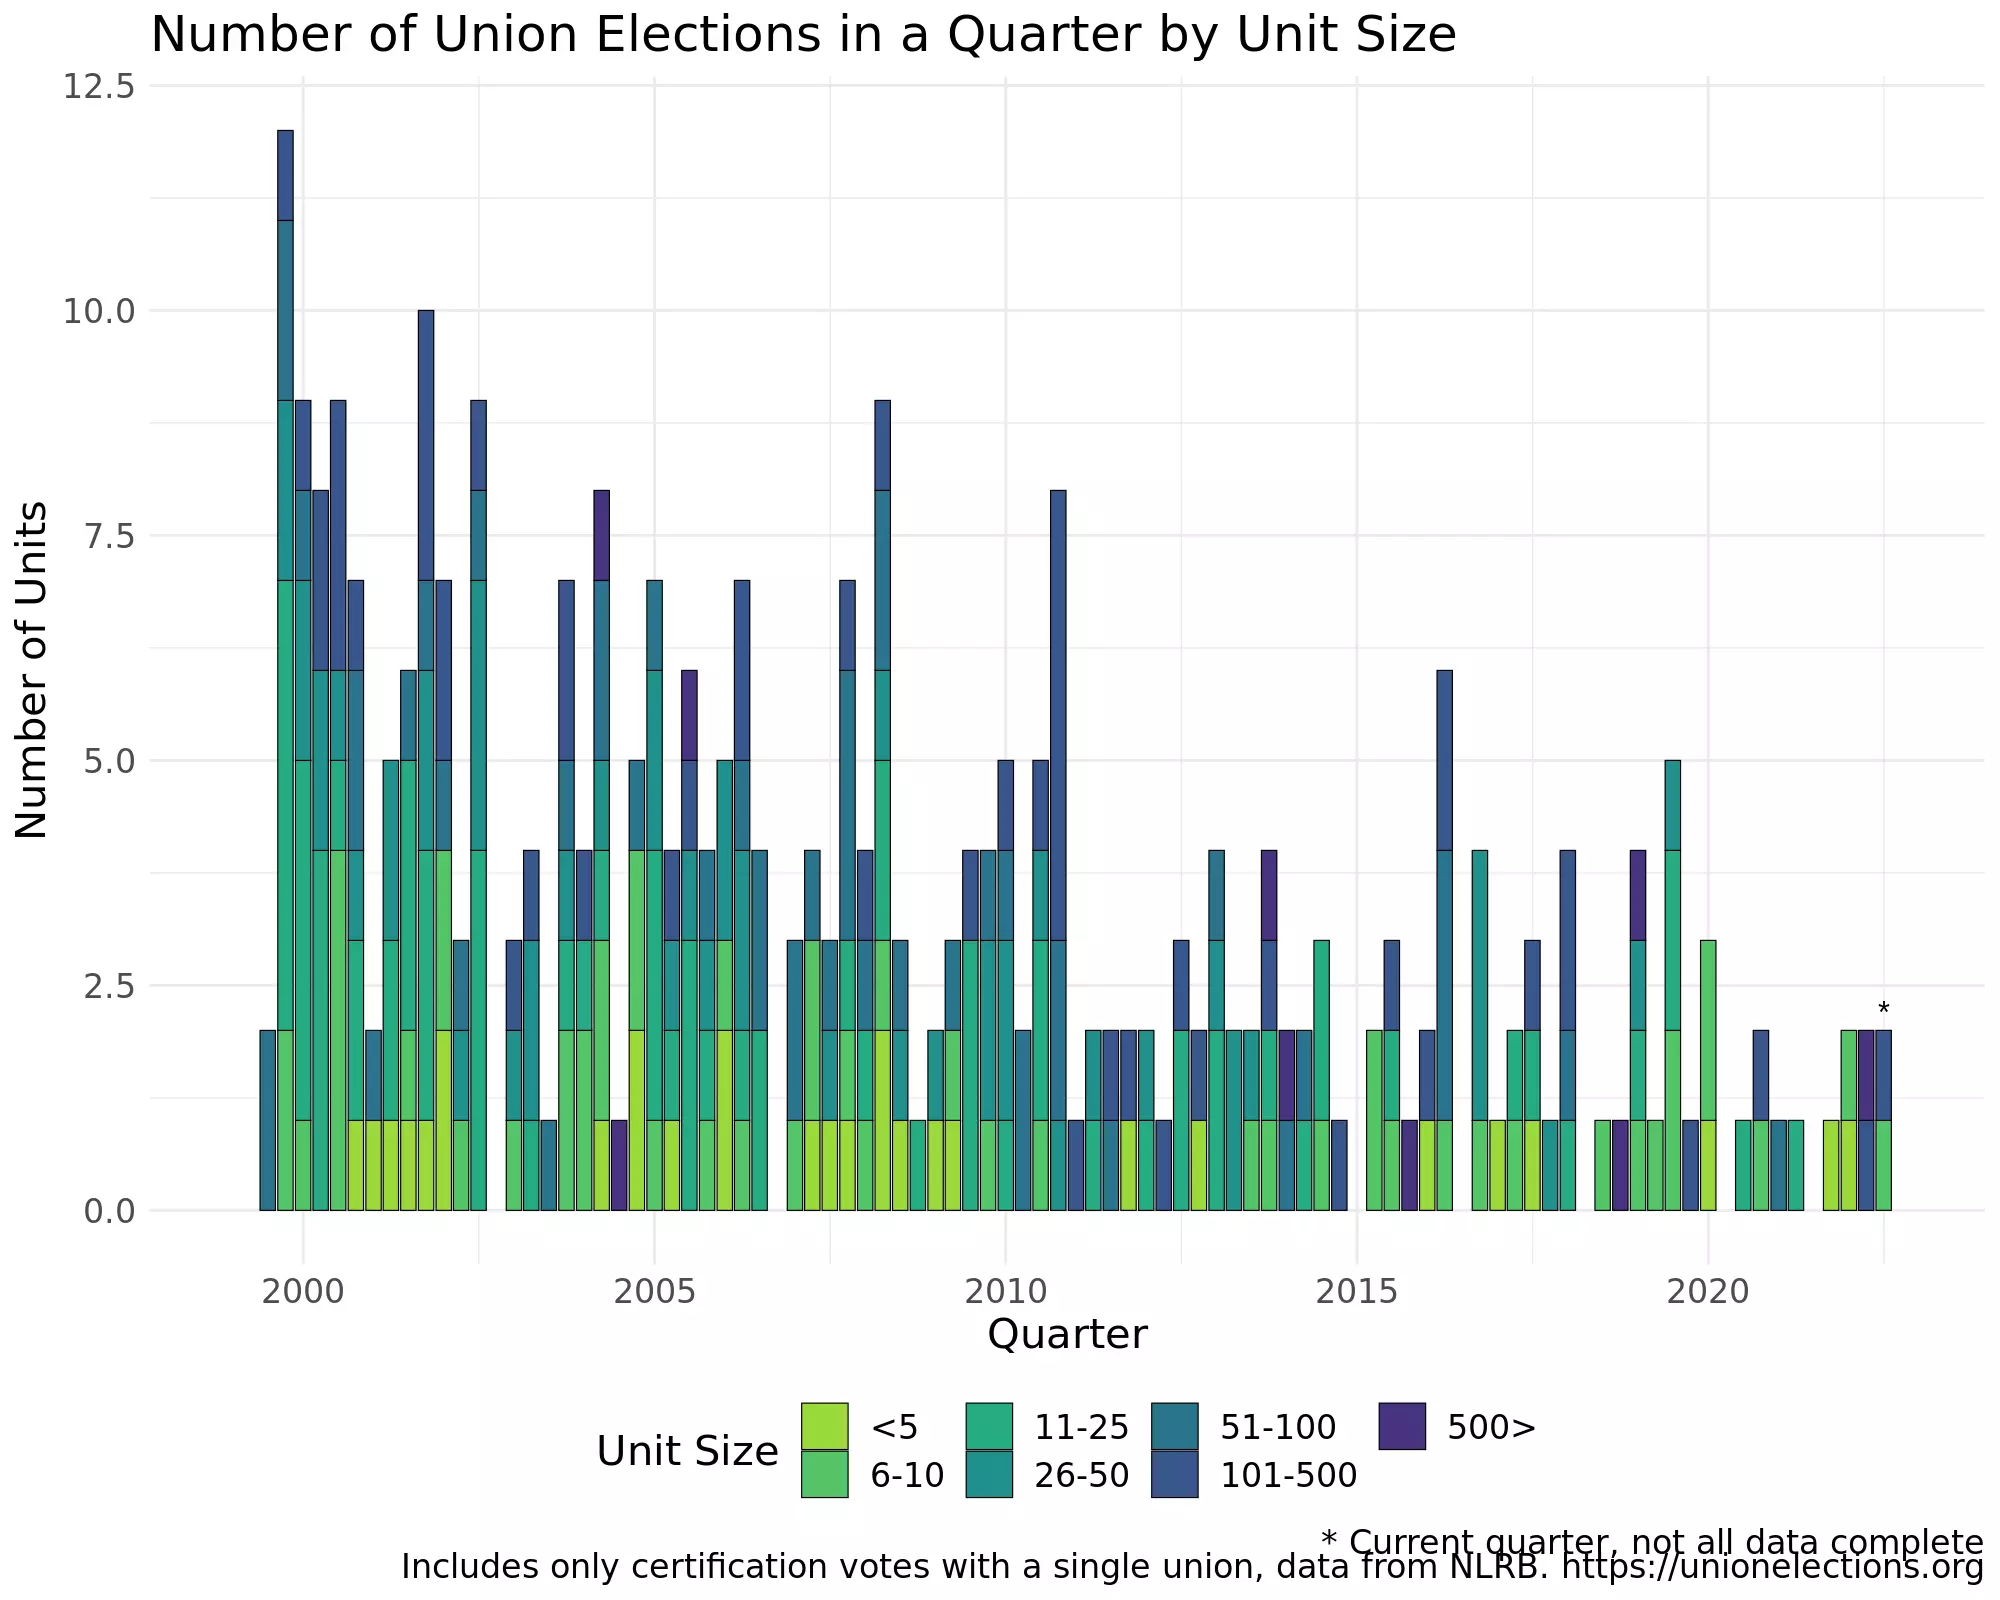 Number of Union Elections in a Quarter by Unit Size
12.5
10.0
7.5
5.0
2.5
0.0
Number of Units
*
2000 2005 2010 2015 2020
Quarter
Unit Size
<5 11-25 51-100 500>
6-10 26-50 101-500
* Current quarter, not all data complete
Includes only certification votes with a single union, data from NLRB. https://unionelections.org